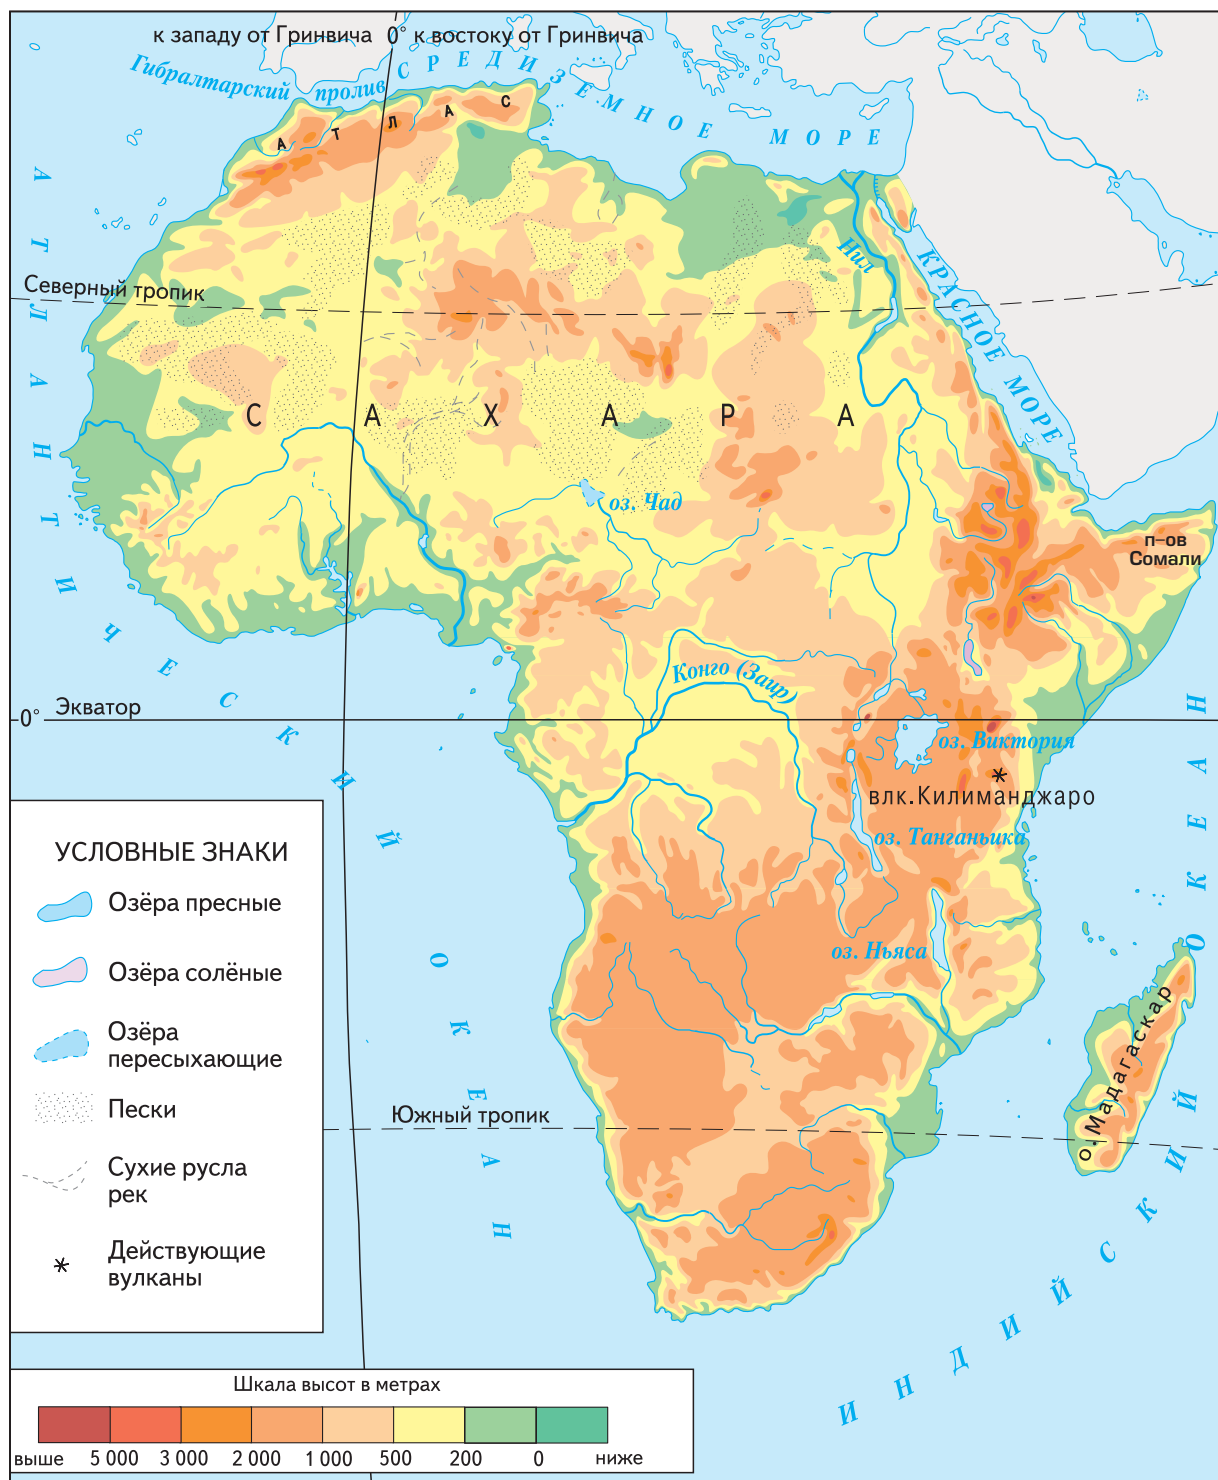 к западу от Гринвича 0° к востоку от Гринвича
Гибралтарский пролив
СРЕДИЗЕМНОЕ МОРЕ
АТЛАС
АТЛАНТИЧЕСКИЙ ОКЕАН
Нил
КРАСНОЕ МОРЕ
Северный тропик
САХАРА
оз. Чад
п-ов
Сомали
Конго (Заир)
0° Экватор
оз. Виктория
влк.Килиманджаро
оз. Танганьика
оз. Ньяса
о. Мадагаскар
ИНДИЙСКИЙ ОКЕАН
Южный тропик
УСЛОВНЫЕ ЗНАКИ
Озёра пресные
Озёра солёные
Озёра
пересыхающие
Пески
Сухие русла
рек
Действующие
вулканы
Шкала высот в метрах
выше 5 000 3 000 2 000 1 000 500 200 0 ниже